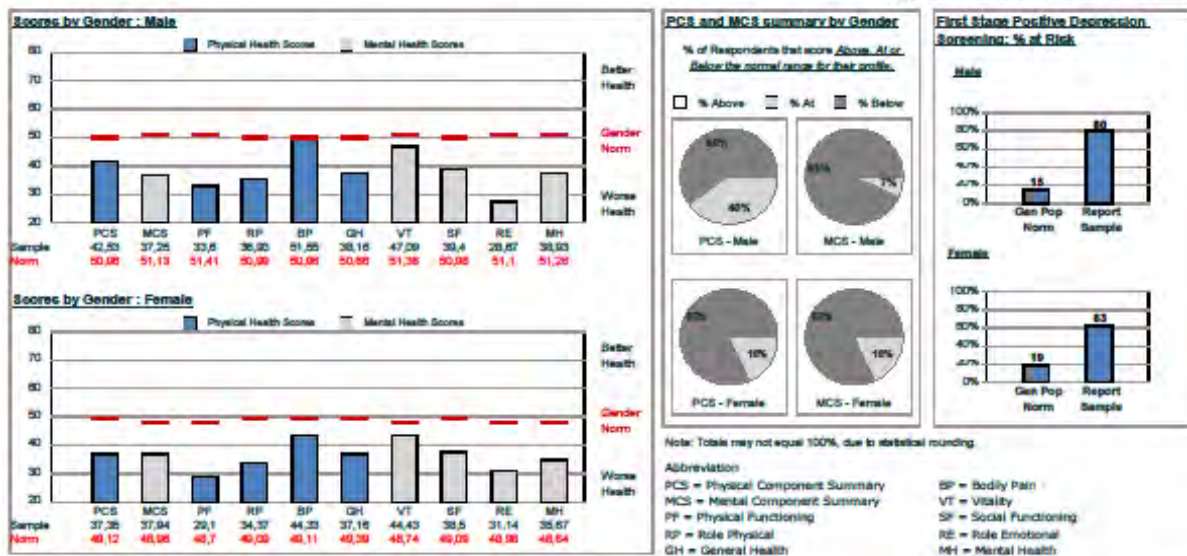 Scores by Gender : Male
Physical Health Scores Mental Health Scores
80
70
60
50
40
30
20
Better
Health
Gender
Norm
Worse
Health
PCS MCS PF RP BP GH VT SF RE MH
Sample 42,53 37,25 33,6 36,93 51,55 38,16 47,09 39,4 28,67 38,93
Norm 50,96 51,13 51,41 50,99 50,96 50,66 51,36 50,98 51,1 51,26
Scores by Gender : Female
Physical Health Scores Mental Health Scores
80
70
60
50
40
30
20
Better
Health
Gender
Norm
Worse
Health
PCS MCS PF RP BP GH VT SF RE MH
Sample 37,35 37,94 29,1 34,37 44,33 37,16 44,43 38,5 31,14 35,67
Norm 49,12 48,96 48,7 49,09 49,11 49,39 48,74 49,09 48,98 48,64
PCS and MCS summary by Gender
% of Respondents that score Above, At or
Below the normal range for their profile.
% Above % At % Below
40%
PCS - Male
7%
MCS - Male
PCS - Female
MCS - Female
First Stage Positive Depression
Screening: % at Risk
Male
100%
80%
60%
40%
20%
0%
15
80
Gen Pop
Norm
Report
Sample
Female
100%
80%
60%
40%
20%
0%
19
63
Gen Pop
Norm
Report
Sample
Note: Totals may not equal 100%, due to statistical rounding.
Abbreviation
PCS = Physical Component Summary
MCS = Mental Component Summary
PF = Physical Functioning
RP = Role Physical
GH = General Health
BP = Bodily Pain
VT = Vitality
SF = Social Functioning
RE = Role Emotional
MH = Mental Health